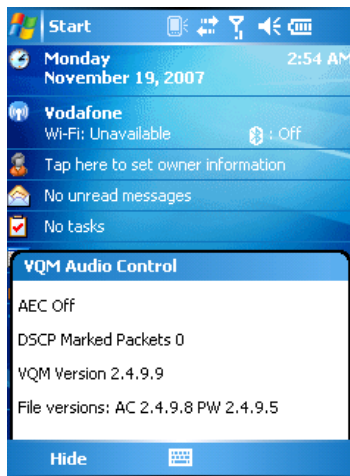 Start
Monday 2:54 AM
November 19, 2007
Vodafone
Wi-Fi: Unavailable : Off
Tap here to set owner information
No unread messages
No tasks
VQM Audio Control
AEC Off
DSCP Marked Packets 0
VQM Version 2.4.9.9
File versions: AC 2.4.9.8 PW 2.4.9.5
Hide